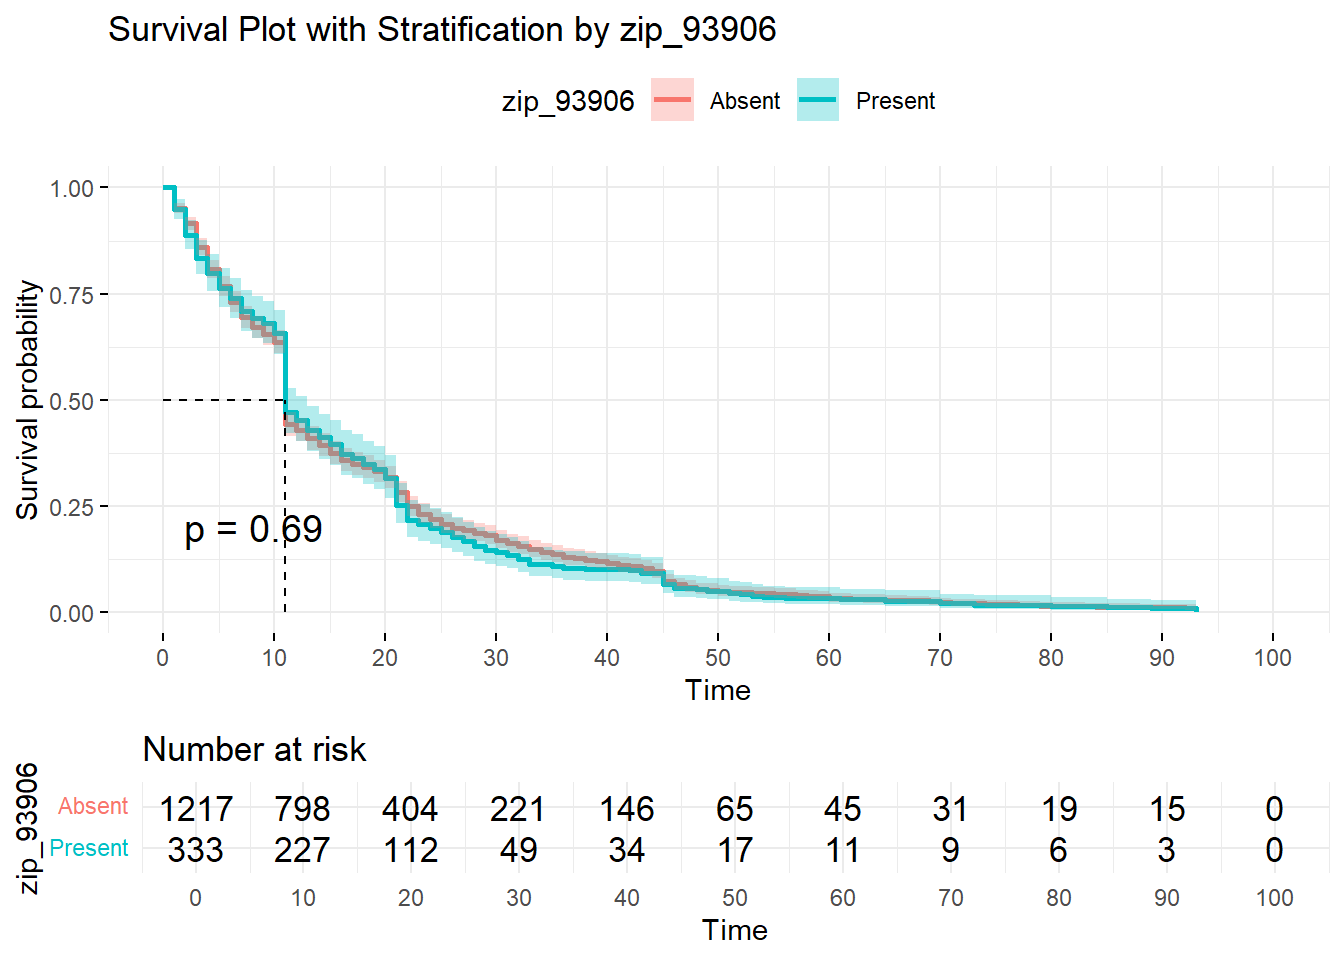 Survival Plot with Stratification by zip_93906
zip_93906 Absent Present
Survival probability
1.00
0.75
0.50
0.25
0.00
p = 0.69
0 10 20 30 40 50 60 70 80 90 100
Time
Number at risk
zip_93906
Absent 1217 798 404 221 146 65 45 31 19 15 0
Present 333 227 112 49 34 17 11 9 6 3 0
0 10 20 30 40 50 60 70 80 90 100
Time